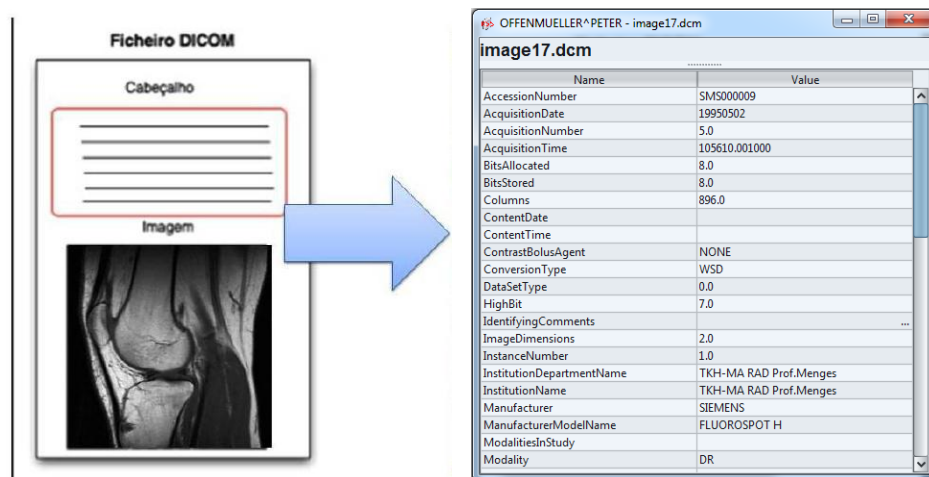 Ficheiro DICOM
Cabeçalho
Imagem
OFFENMUELLER^PETER - image17.dcm
image17.dcm
Name Value
AccessionNumber SMS000009
AcquisitionDate 19950502
AcquisitionNumber 5.0
AcquisitionTime 105610.001000
BitsAllocated 8.0
BitsStored 8.0
Columns 896.0
ContentDate
ContentTime
ContrastBolusAgent NONE
ConversionType WSD
DataSetType 0.0
HighBit 7.0
IdentifyingComments ...
ImageDimensions 2.0
InstanceNumber 1.0
InstitutionDepartmentName TKH-MA RAD Prof.Menges
InstitutionName TKH-MA RAD Prof.Menges
Manufacturer SIEMENS
ManufacturerModelName FLUOROSPOT H
ModalitiesInStudy
Modality DR